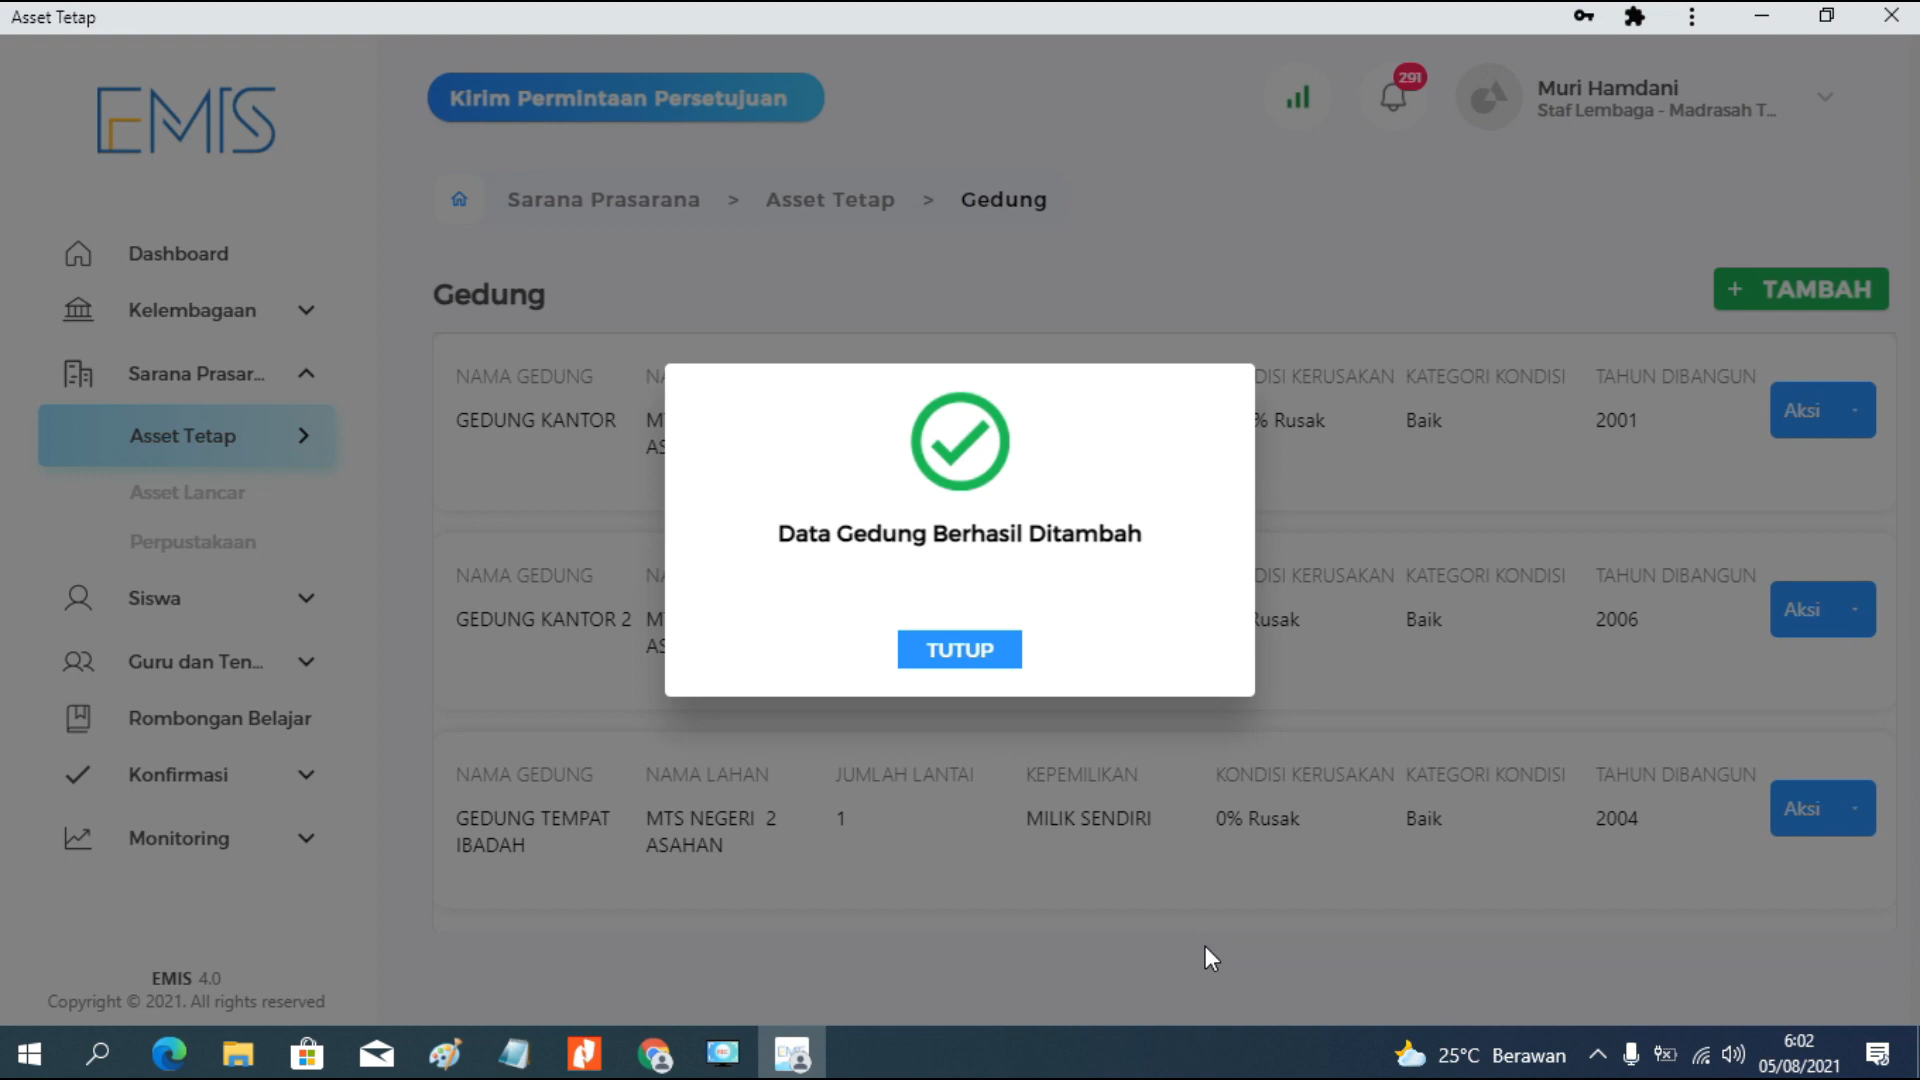 Asset Tetap
EMIS
Kirim Permintaan Persetujuan
291
Muri Hamdani
Staf Lembaga - Madrasah T...
Sarana Prasarana > Asset Tetap > Gedung
Dashboard
Kelembagaan
Sarana Prasar...
Asset Tetap
Asset Lancar
Perpustakaan
Siswa
Guru dan Ten...
Rombongan Belajar
Konfirmasi
Monitoring
EMIS 4.0
Copyright © 2021. All rights reserved
Gedung
+ TAMBAH
NAMA GEDUNG KATEGORI KONDISI TAHUN DIBANGUN
GEDUNG KANTOR % Rusak Baik 2001
Aksi
NAMA GEDUNG KATEGORI KONDISI TAHUN DIBANGUN
GEDUNG KANTOR 2 Baik 2006
Aksi
NAMA GEDUNG NAMA LAHAN JUMLAH LANTAI KEPEMILIKAN KONDISI KERUSAKAN KATEGORI KONDISI TAHUN DIBANGUN
GEDUNG TEMPAT MTS NEGERI 2 1 MILIK SENDIRI 0% Rusak Baik 2004
IBADAH ASAHAN
Aksi
Data Gedung Berhasil Ditambah
TUTUP
25°C Berawan
6:02
05/08/2021